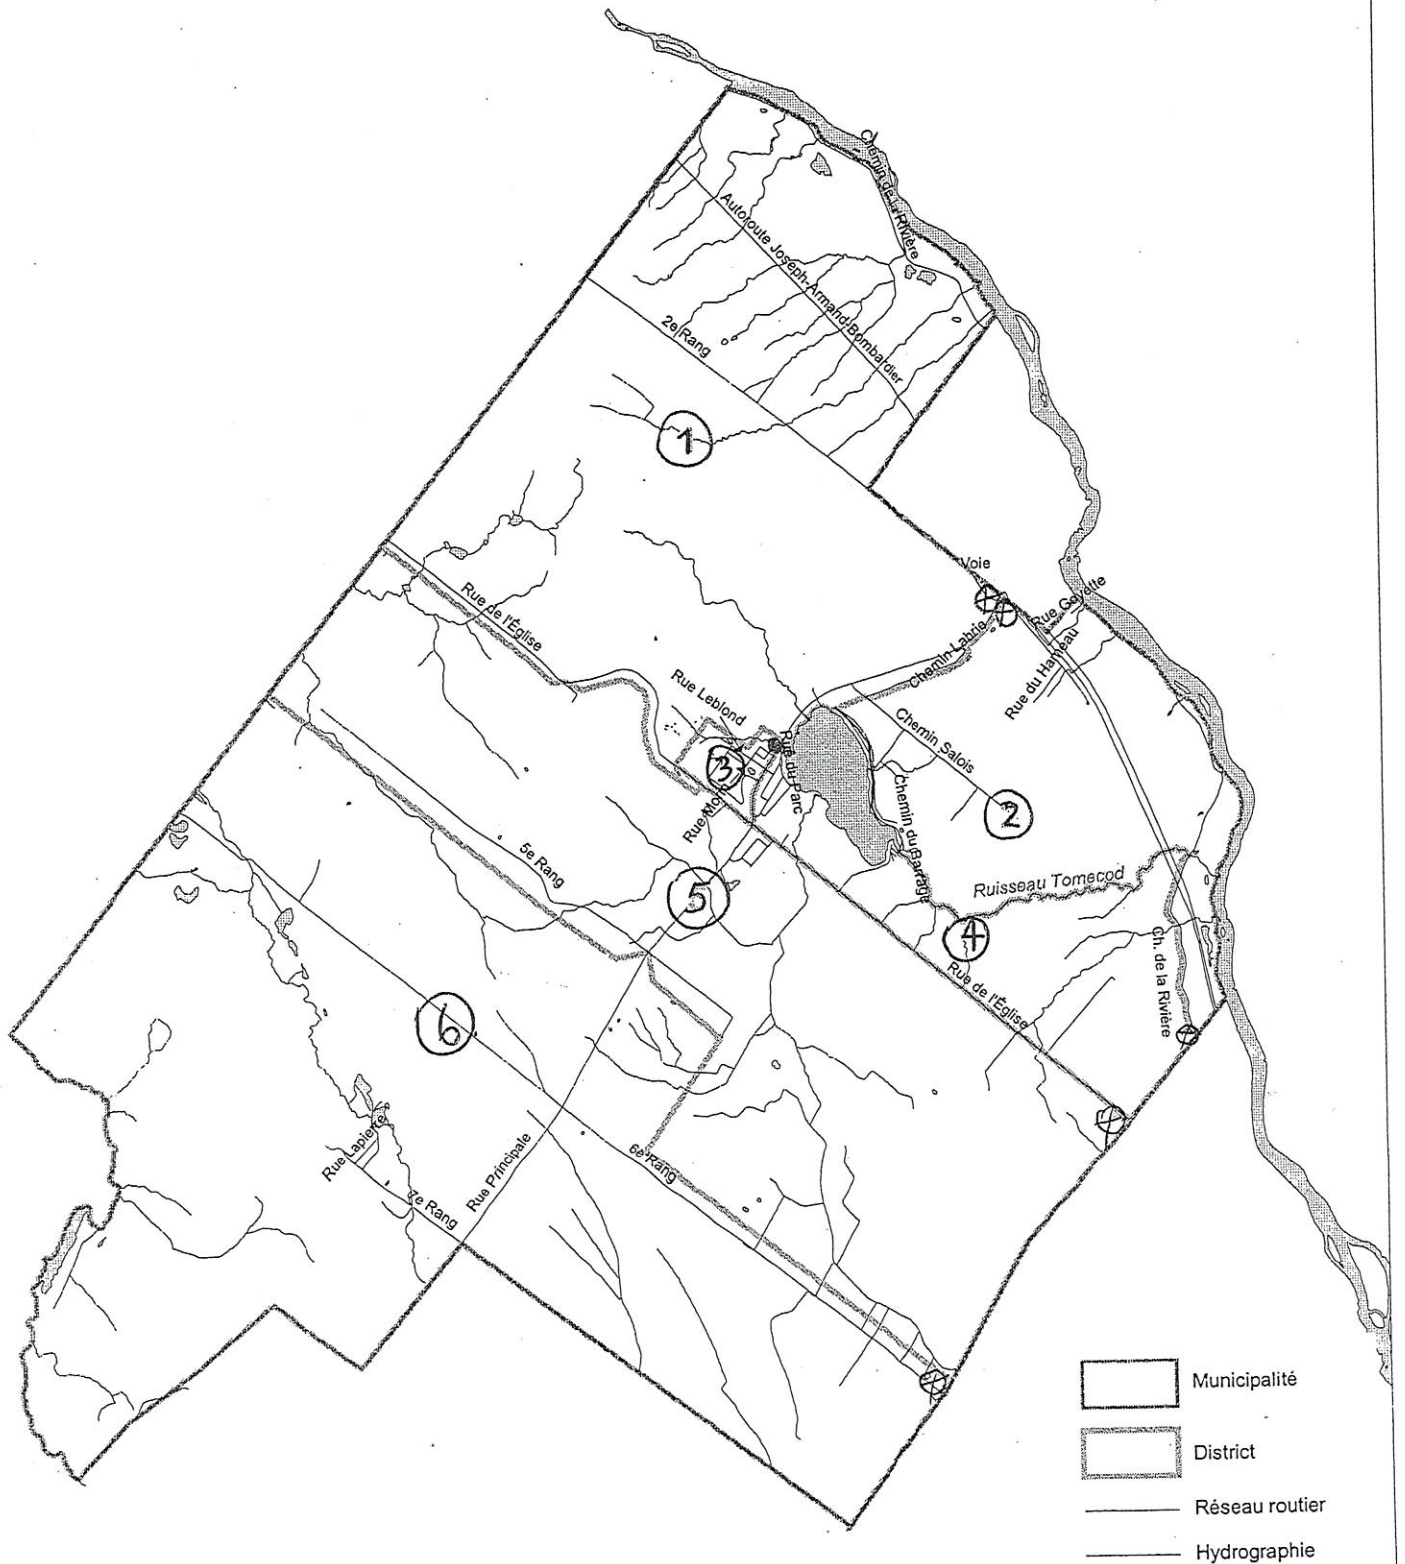 Chemin de la Rivière
Autoroute Joseph-Armand-Bombardier
2e Rang
1
Voie
Rue Goyette
Rue de l'Église
Chemin Labrie
Rue du Hameau
Rue Leblond
Chemin Salois
3
Rue du Parc
Rue Morin
Chemin du Barrage
2
5e Rang
Ruisseau Tomecod
5
4
Ch. de la Rivière
Rue de l'Église
6
Rue Lapierre
Rue Principale
6e Rang
7e Rang
Municipalité
District
Réseau routier
Hydrographie